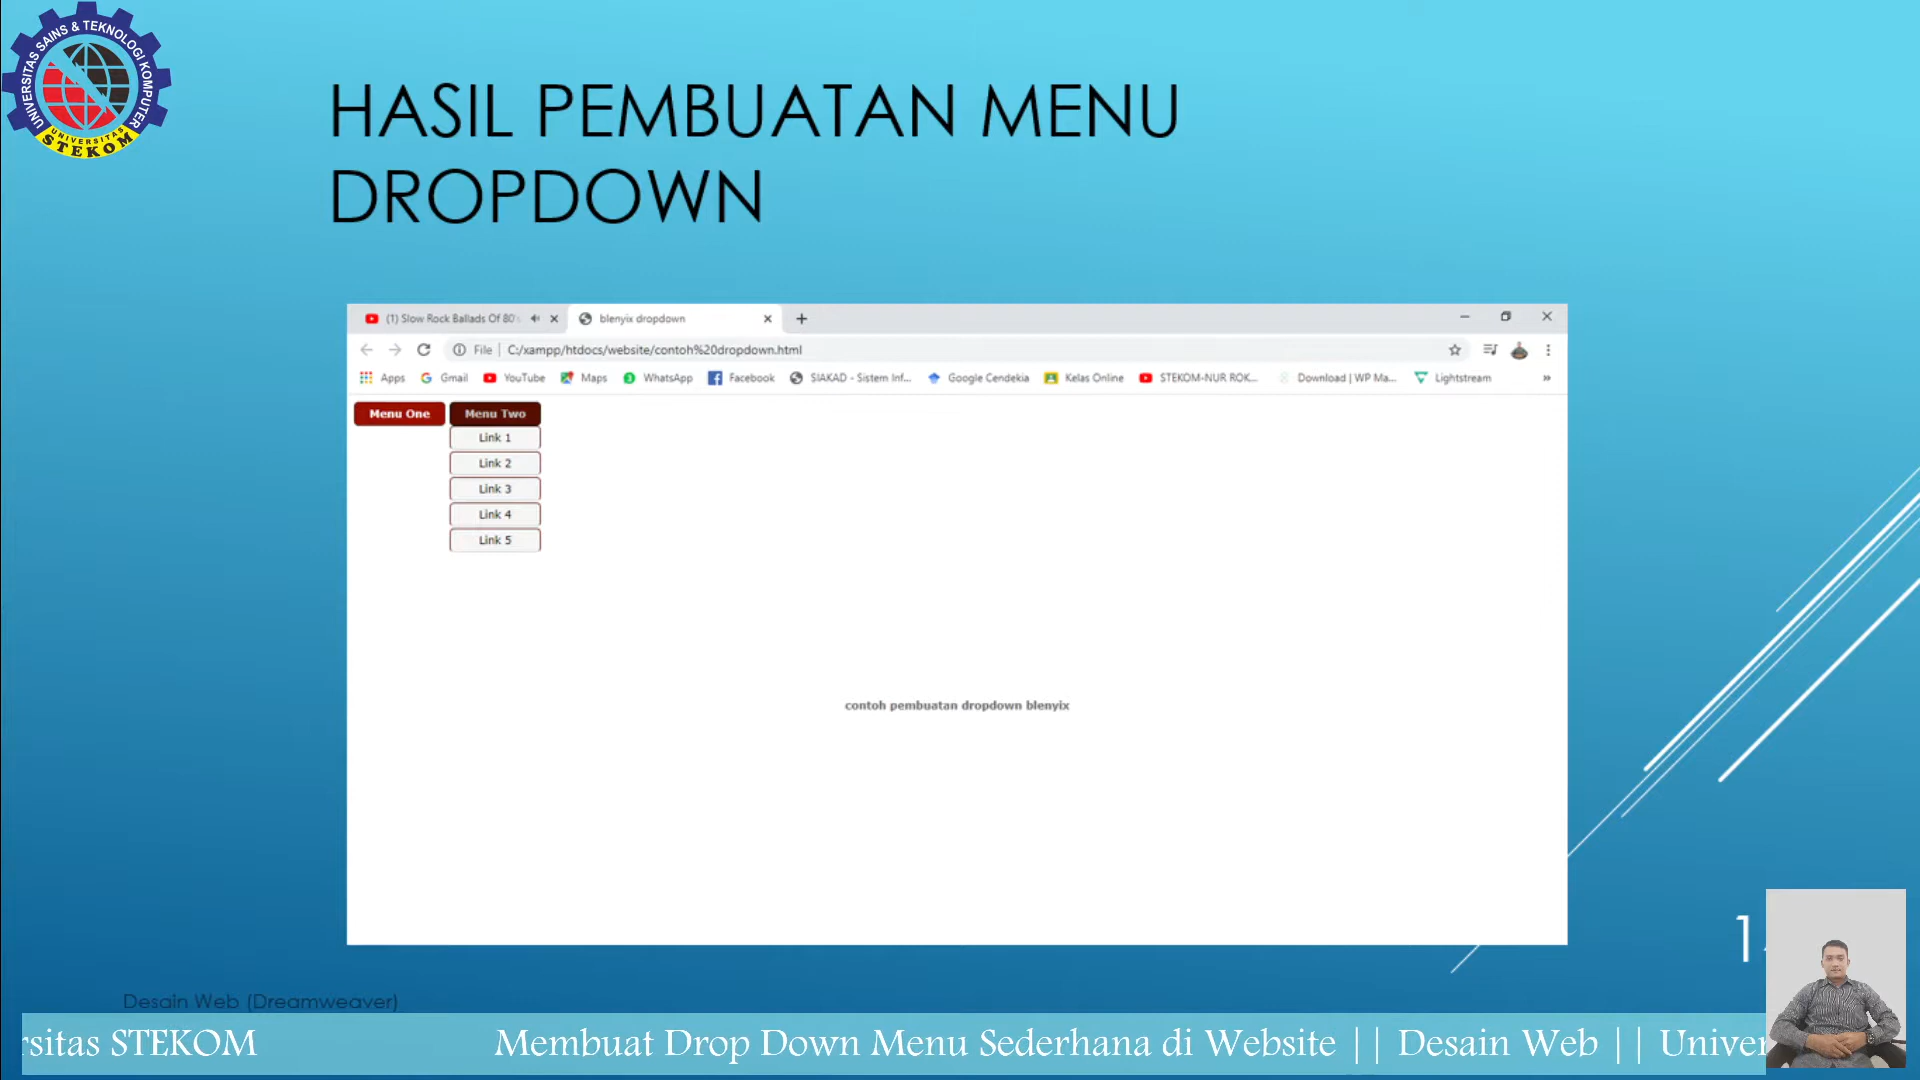 UNIVERSITAS SAINS & TEKNOLOGI KOMPUTER
UNIVERSITAS
STEKOM
HASIL PEMBUATAN MENU
DROPDOWN
(1) Slow Rock Ballads Of 80's
blenyix dropdown
File | C:/xampp/htdocs/website/contoh%20dropdown.html
Apps Gmail YouTube Maps WhatsApp Facebook SIAKAD - Sistem Inf... Google Cendekia Kelas Online STEKOM-NUR ROK... Download | WP Ma... Lightstream »
Menu One Menu Two
Link 1
Link 2
Link 3
Link 4
Link 5
contoh pembuatan dropdown blenyix
Desain Web (Dreamweaver)
rsitas STEKOM Membuat Drop Down Menu Sederhana di Website || Desain Web || Univer